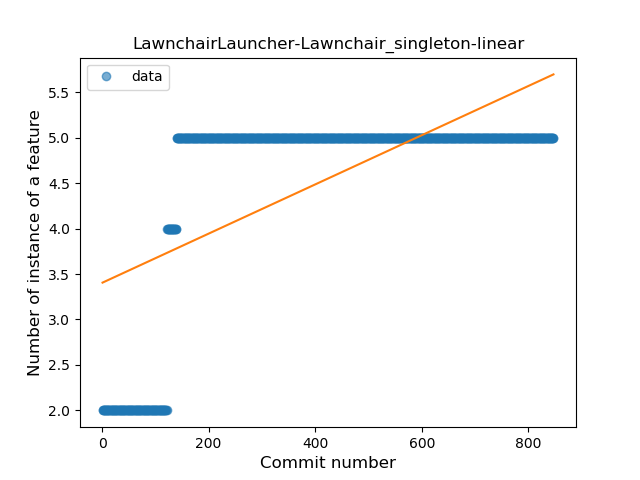 LawnchairLauncher-Lawnchair_singleton-linear
data
Number of instance of a feature
5.5
5.0
4.5
4.0
3.5
3.0
2.5
2.0
0 200 400 600 800
Commit number